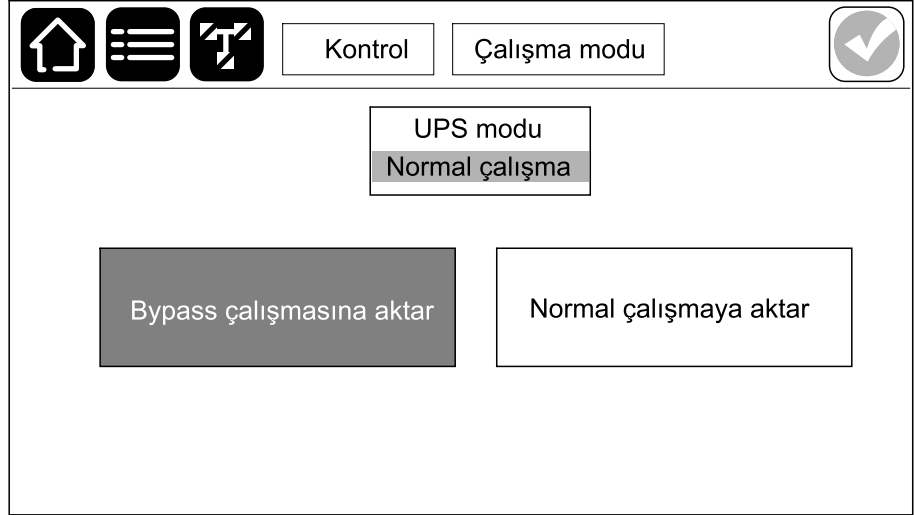 Kontrol
Çalışma modu
UPS modu
Normal çalışma
Bypass çalışmasına aktar
Normal çalışmaya aktar